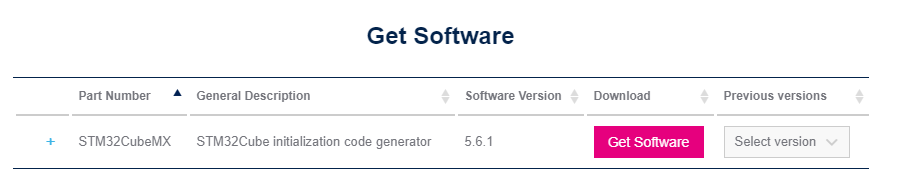 Get Software
Part Number General Description Software Version Download Previous versions
+ STM32CubeMX STM32Cube initialization code generator 5.6.1 Get Software Select version